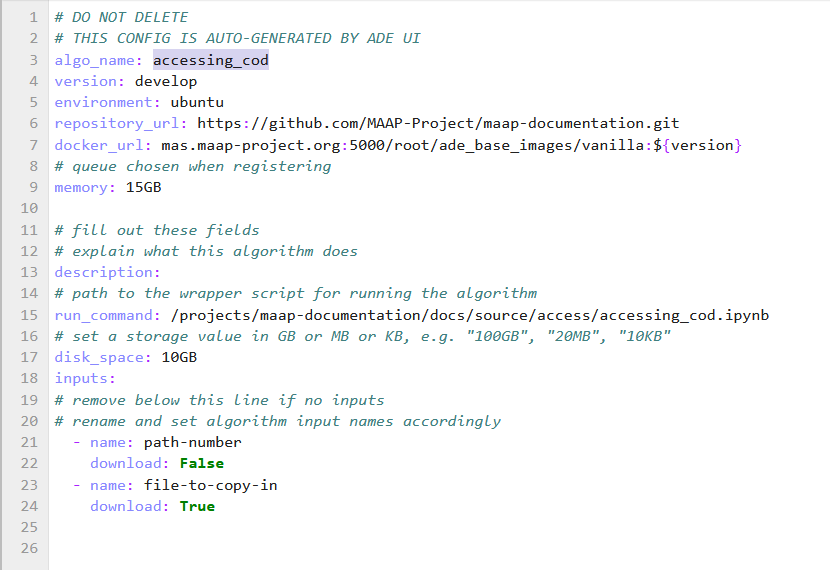 1 # DO NOT DELETE
2 # THIS CONFIG IS AUTO-GENERATED BY ADE UI
3 algo_name: accessing_cod
4 version: develop
5 environment: ubuntu
6 repository_url: https://github.com/MAAP-Project/maap-documentation.git
7 docker_url: mas.maap-project.org:5000/root/ade_base_images/vanilla:${version}
8 # queue chosen when registering
9 memory: 15GB
10
11 # fill out these fields
12 # explain what this algorithm does
13 description:
14 # path to the wrapper script for running the algorithm
15 run_command: /projects/maap-documentation/docs/source/access/accessing_cod.ipynb
16 # set a storage value in GB or MB or KB, e.g. "100GB", "20MB", "10KB"
17 disk_space: 10GB
18 inputs:
19 # remove below this line if no inputs
20 # rename and set algorithm input names accordingly
21   - name: path-number
22     download: False
23   - name: file-to-copy-in
24     download: True
25
26